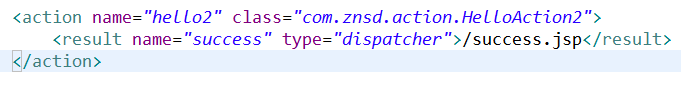 <action name="hello2" class="com.znsd.action.HelloAction2">
<result name="success" type="dispatcher">/success.jsp</result>
</action>